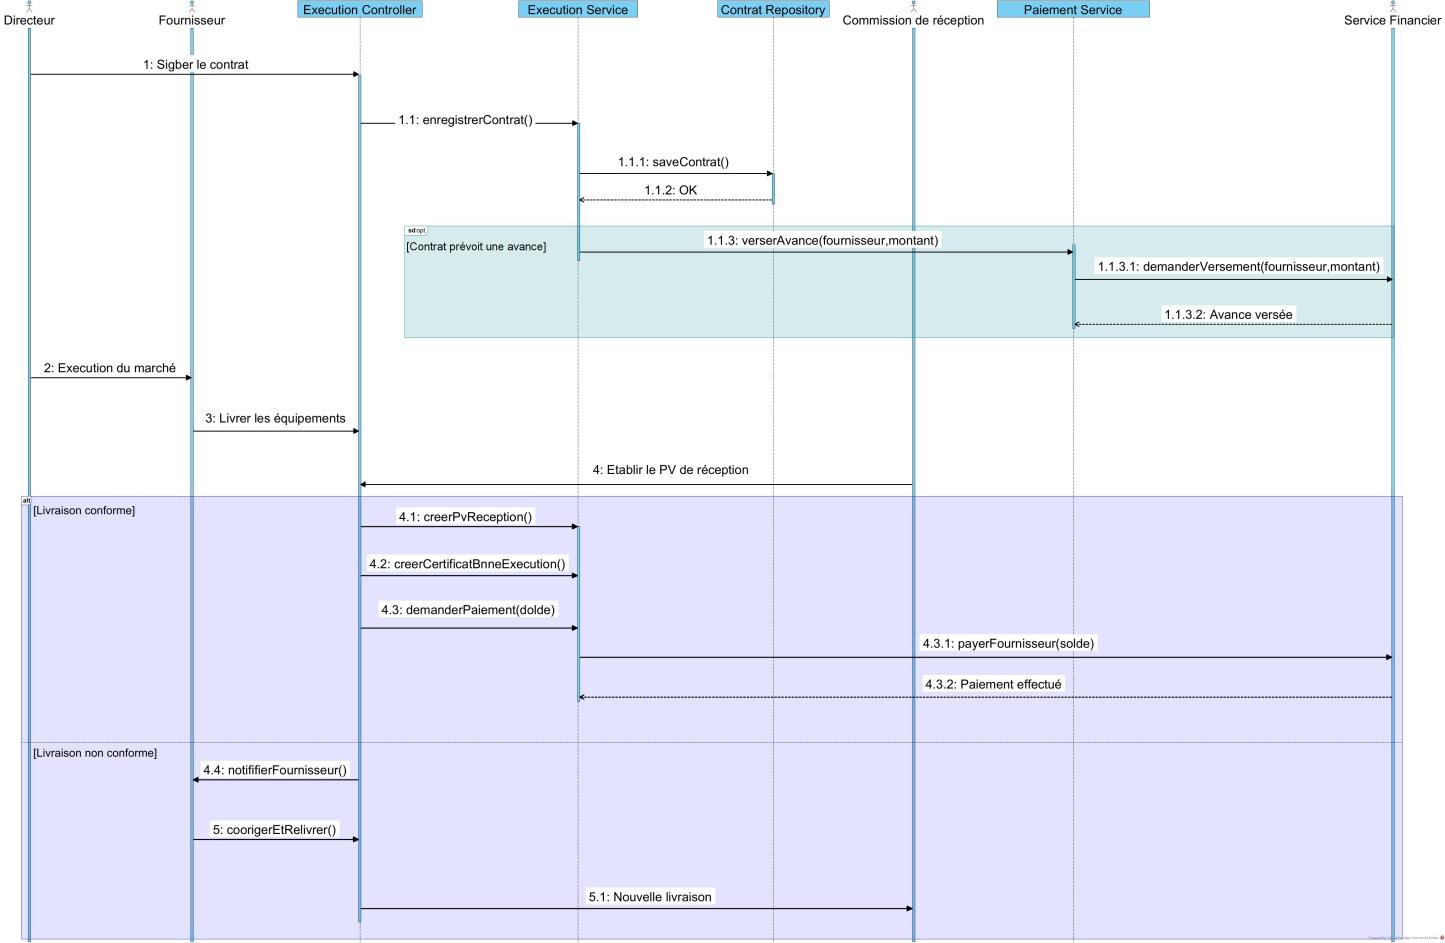 Directeur
Fournisseur
Execution Controller
Execution Service
Contrat Repository
Commission de réception
Paiement Service
Service Financier
1: Sigber le contrat
1.1: enregistrerContrat()
1.1.1: saveContrat()
1.1.2: OK
sd opt
[Contrat prévoit une avance]
1.1.3: verserAvance(fournisseur,montant)
1.1.3.1: demanderVersement(fournisseur,montant)
1.1.3.2: Avance versée
2: Execution du marché
3: Livrer les équipements
4: Etablir le PV de réception
alt
[Livraison conforme]
4.1: creerPvReception()
4.2: creerCertificatBnneExecution()
4.3: demanderPaiement(dolde)
4.3.1: payerFournisseur(solde)
4.3.2: Paiement effectué
[Livraison non conforme]
4.4: notififierFournisseur()
5: coorigerEtRelivrer()
5.1: Nouvelle livraison